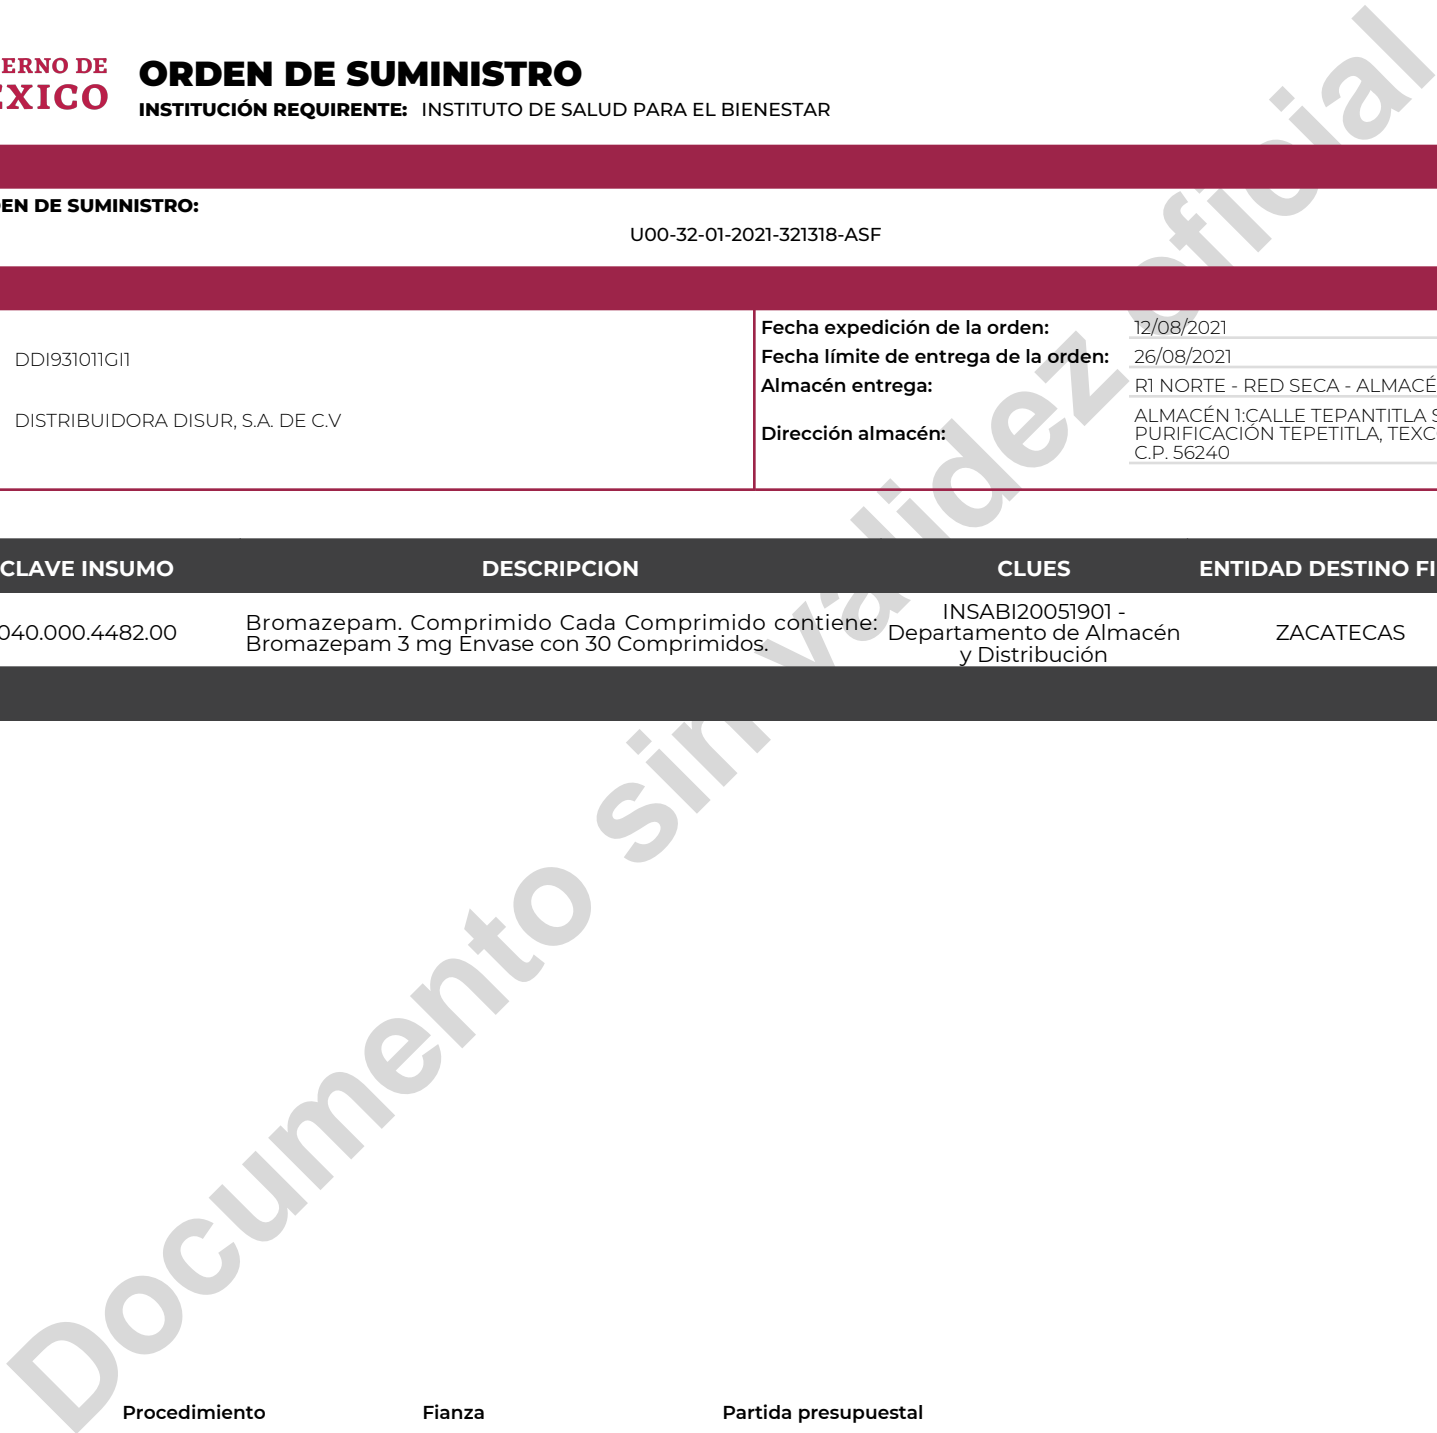 ERNO DE
EXICO
ORDEN DE SUMINISTRO
INSTITUCIÓN REQUIRENTE: INSTITUTO DE SALUD PARA EL BIENESTAR
EN DE SUMINISTRO:
U00-32-01-2021-321318-ASF
DDI931011GI1
DISTRIBUIDORA DISUR, S.A. DE C.V
Fecha expedición de la orden: 12/08/2021
Fecha límite de entrega de la orden: 26/08/2021
Almacén entrega: R1 NORTE - RED SECA - ALMACÉ
Dirección almacén: ALMACÉN 1:CALLE TEPANTITLA S
PURIFICACIÓN TEPETITLA, TEXC
C.P. 56240
CLAVE INSUMO DESCRIPCION CLUES ENTIDAD DESTINO FI
040.000.4482.00
Bromazepam. Comprimido Cada Comprimido contiene:
Bromazepam 3 mg Envase con 30 Comprimidos.
INSABI20051901 -
Departamento de Almacén
y Distribución
ZACATECAS
Documento sin validez oficial
Procedimiento Fianza Partida presupuestal